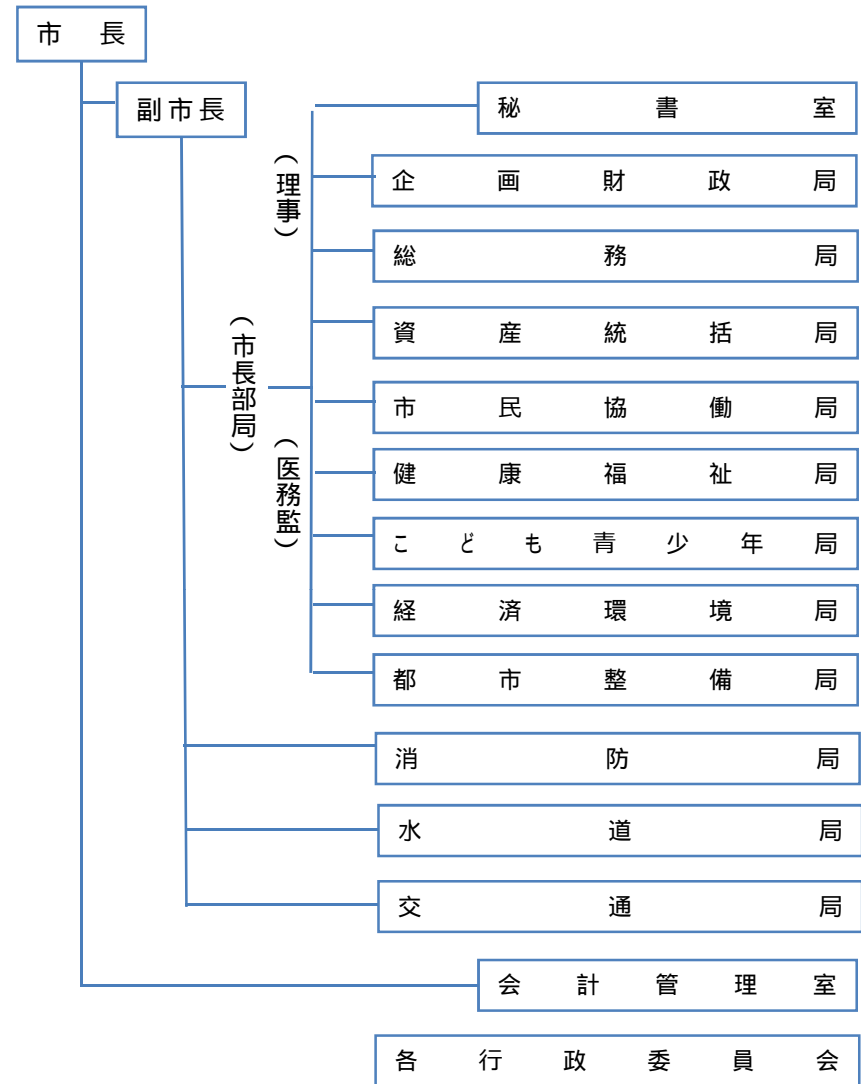 市長
副市長
秘書室
(理事)
企画財政局
総務局
資産統括局
(市長部局)
市民協働局
(医務監)
健康福祉局
こども青少年局
経済環境局
都市整備局
消防局
水道局
交通局
会計管理室
各行政委員会